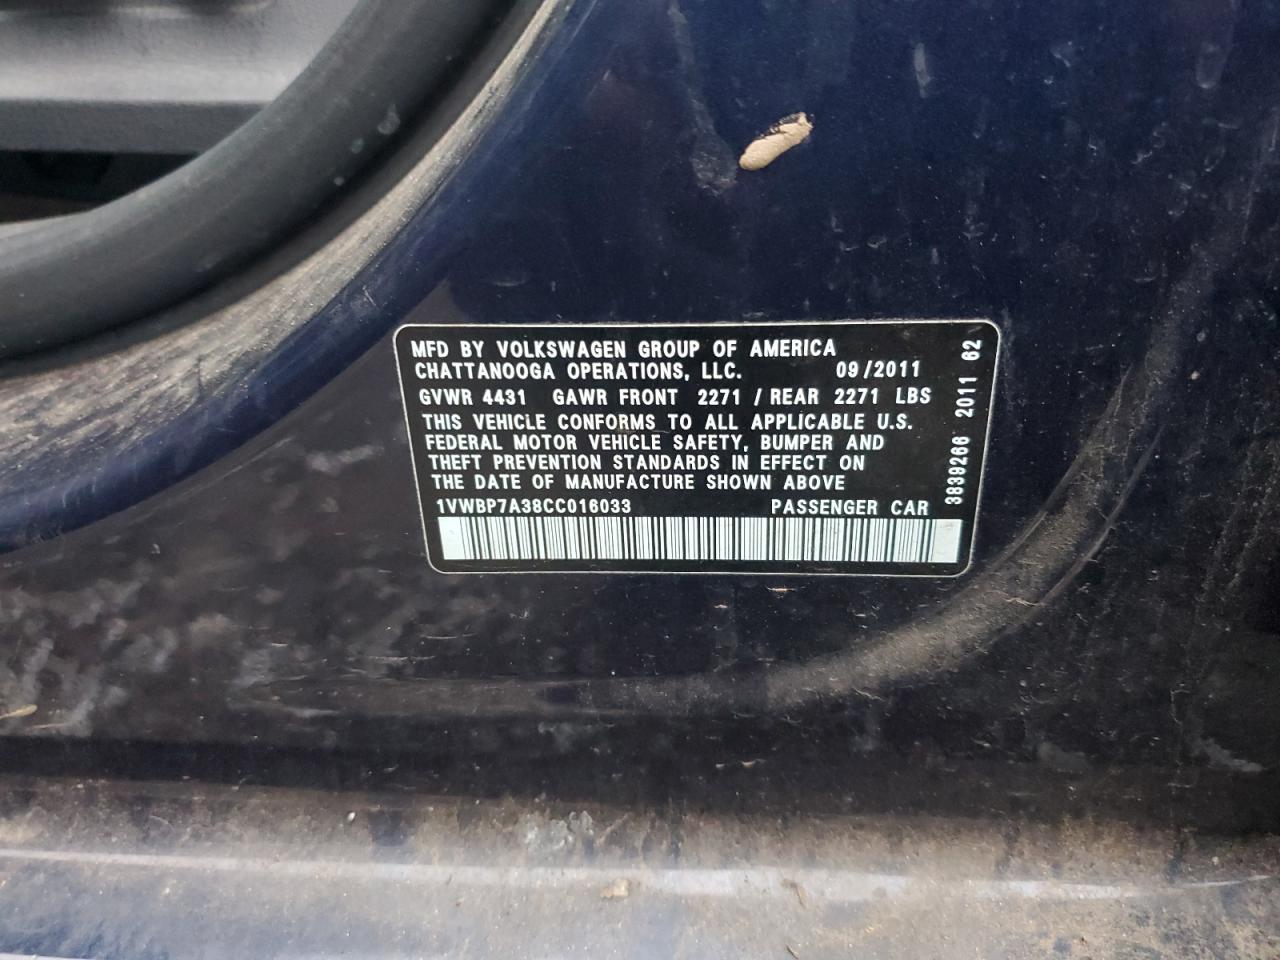 MFD BY VOLKSWAGEN GROUP OF AMERICA
CHATTANOOGA OPERATIONS, LLC. 09/2011
GVWR 4431 GAWR FRONT 2271 / REAR 2271 LBS
THIS VEHICLE CONFORMS TO ALL APPLICABLE U.S.
FEDERAL MOTOR VEHICLE SAFETY, BUMPER AND
THEFT PREVENTION STANDARDS IN EFFECT ON
THE DATE OF MANUFACTURE SHOWN ABOVE
1VWBP7A38CC016033 PASSENGER CAR
3839266 2011 62